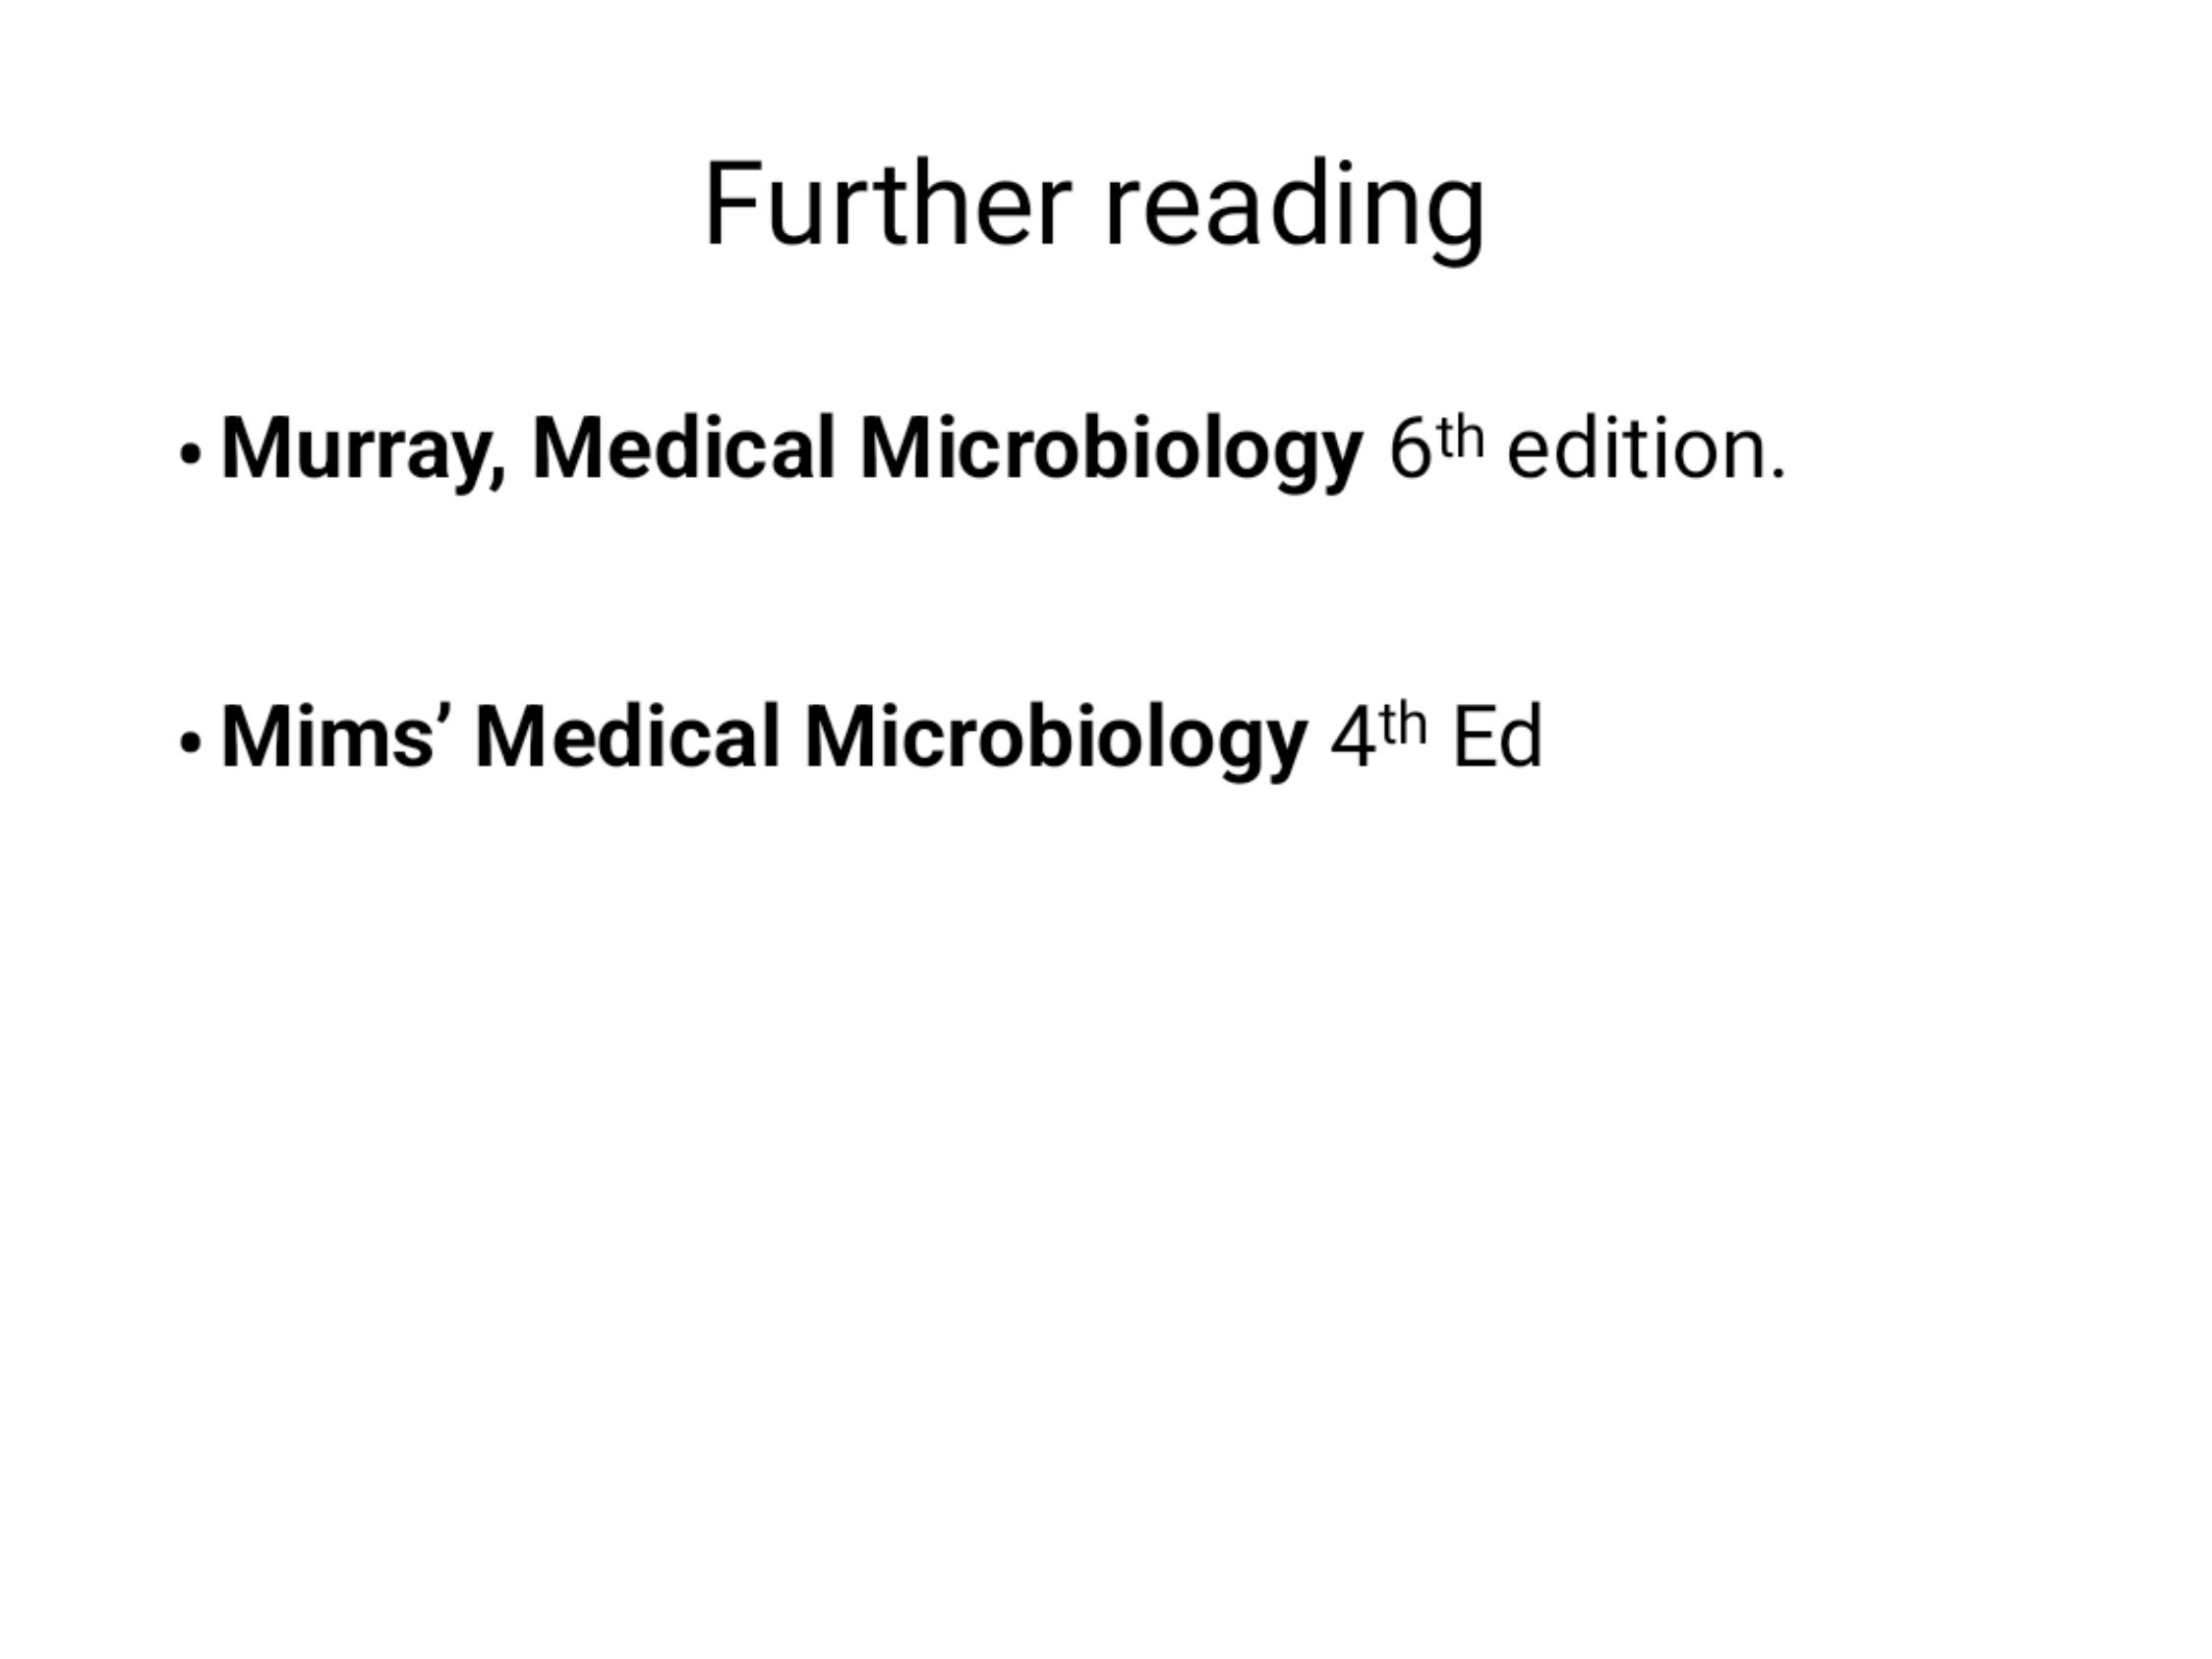 Further reading
• Murray, Medical Microbiology 6th edition.
• Mims’ Medical Microbiology 4th Ed